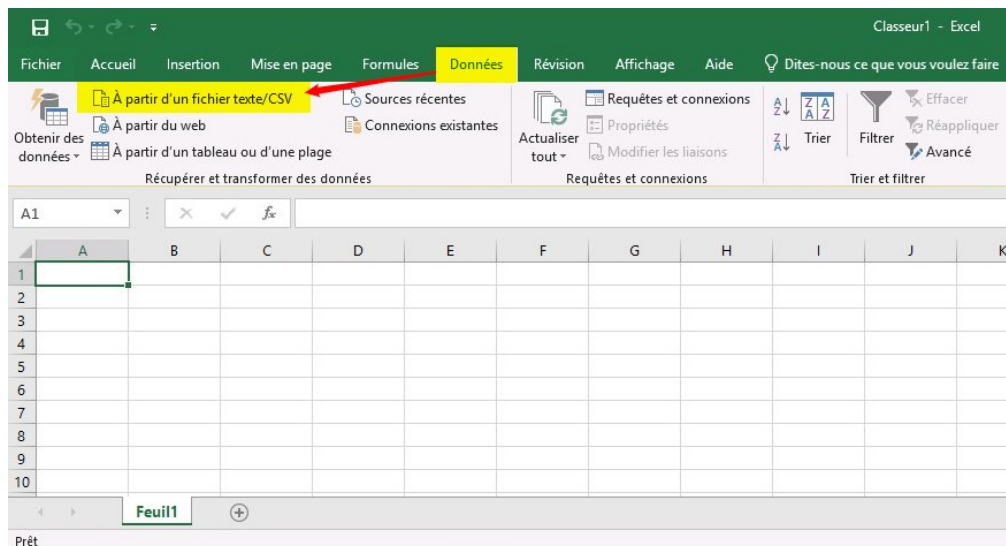 Classeur1 - Excel
Fichier Accueil Insertion Mise en page Formules Données Révision Affichage Aide Dites-nous ce que vous voulez faire
À partir d'un fichier texte/CSV Sources récentes Requêtes et connexions Effacer
Obtenir des données À partir du web Connexions existantes Actualiser tout Propriétés Trier Filtrer Réappliquer
À partir d'un tableau ou d'une plage Modifier les liaisons Avancé
Récupérer et transformer des données Requêtes et connexions Trier et filtrer
A1 fx
A B C D E F G H I J K
1
2
3
4
5
6
7
8
9
10
Feuil1
Prêt